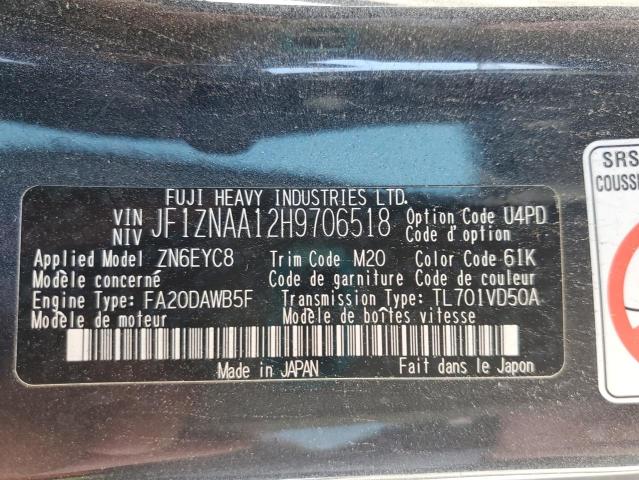 FUJI HEAVY INDUSTRIES LTD.
VIN JF1ZNAA12H9706518 Option Code U4PD
NIV Code d'option
Applied Model ZN6EYC8 Trim Code M20 Color Code 61K
Modèle concerné Code de garniture Code de couleur
Engine Type: FA20DAWB5F Transmission Type: TL701VD50A
Modèle de moteur Modèle de boîtes vitesse
Made in JAPAN Fait dans le Japon
SRS
COUSSI